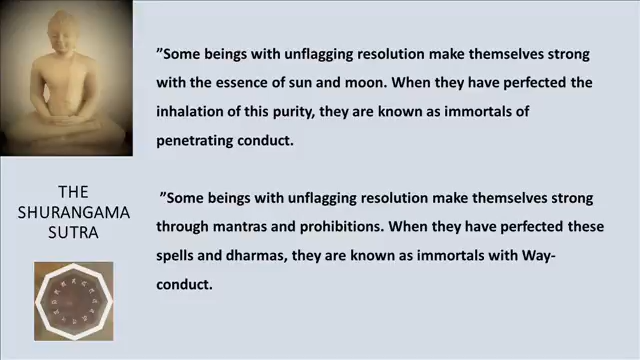 ”Some beings with unflagging resolution make themselves strong
with the essence of sun and moon. When they have perfected the
inhalation of this purity, they are known as immortals of
penetrating conduct.
”Some beings with unflagging resolution make themselves strong
through mantras and prohibitions. When they have perfected these
spells and dharmas, they are known as immortals with Way-
conduct.
THE
SHURANGAMA
SUTRA